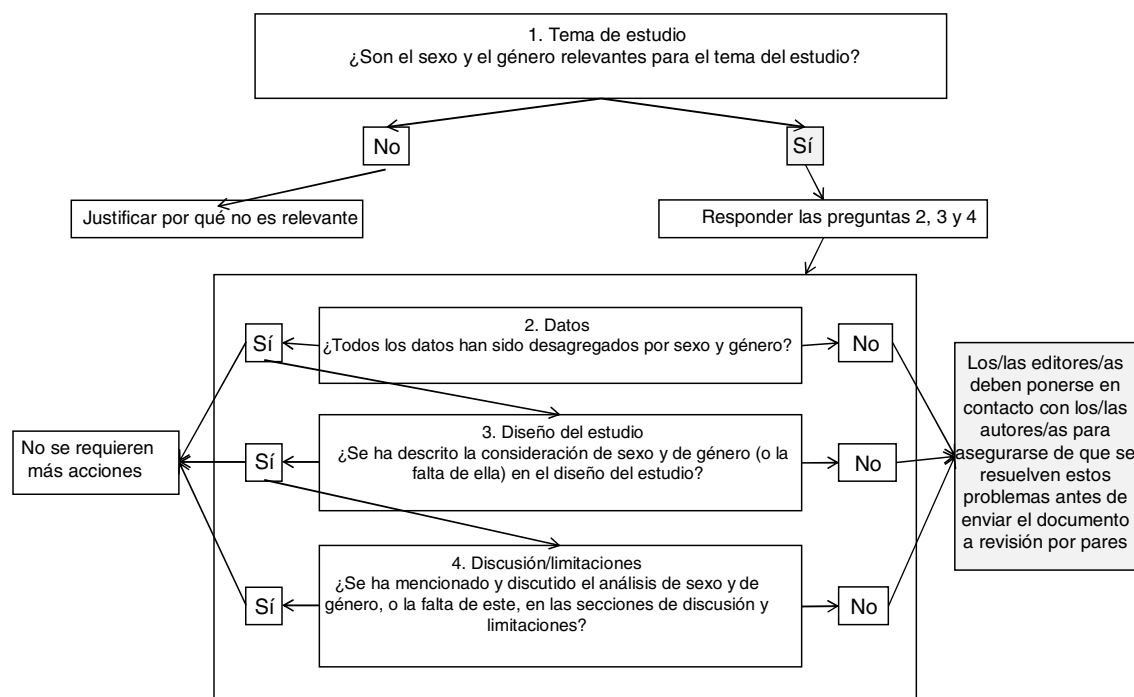 1. Tema de estudio
¿Son el sexo y el género relevantes para el tema del estudio?
No
Sí
Justificar por qué no es relevante
Responder las preguntas 2, 3 y 4
2. Datos
¿Todos los datos han sido desagregados por sexo y género?
Sí
No
3. Diseño del estudio
¿Se ha descrito la consideración de sexo y de género (o la
falta de ella) en el diseño del estudio?
Sí
No
4. Discusión/limitaciones
¿Se ha mencionado y discutido el análisis de sexo y de
género, o la falta de este, en las secciones de discusión y
limitaciones?
Sí
No
No se requieren
más acciones
Los/las editores/as
deben ponerse en
contacto con los/las
autores/as para
asegurarse de que se
resuelven estos
problemas antes de
enviar el documento
a revisión por pares